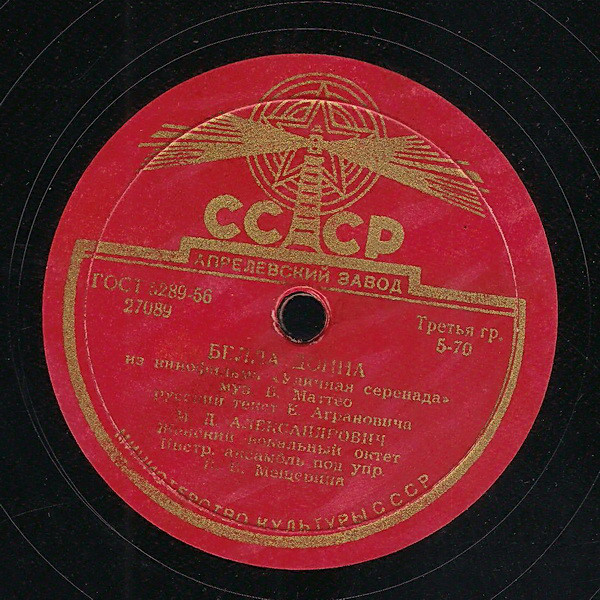 СССР
АПРЕЛЕВСКИЙ ЗАВОД
ГОСТ 5289-56
27089
Третья гр.
5-70
БЕЛЛА ДОННА
из кинофильма «Уличная серенада»
муз В. Маттео
Русский текст Е. Аграновича
М. Д. АЛЕКСАНДРОВИЧ
Женский вокальный октет
Инстр. ансамбль под упр.
В. В. Мещерина
МИНИСТЕРСТВО КУЛЬТУРЫ СССР